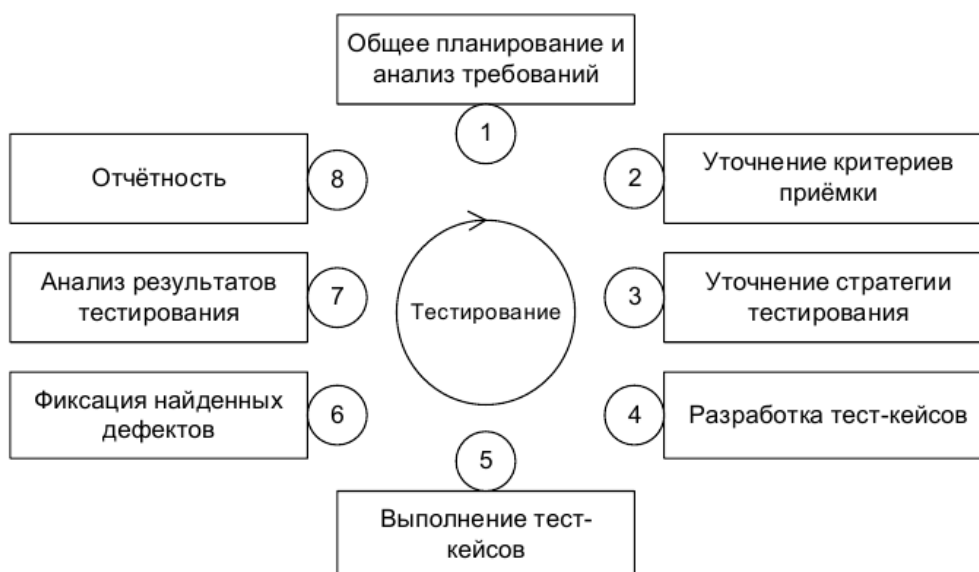 Общее планирование и
анализ требований
1
2
Уточнение критериев
приёмки
3
Уточнение стратегии
тестирования
4
Разработка тест-кейсов
5
Выполнение тест-
кейсов
6
Фиксация найденных
дефектов
7
Анализ результатов
тестирования
8
Отчётность
Тестирование